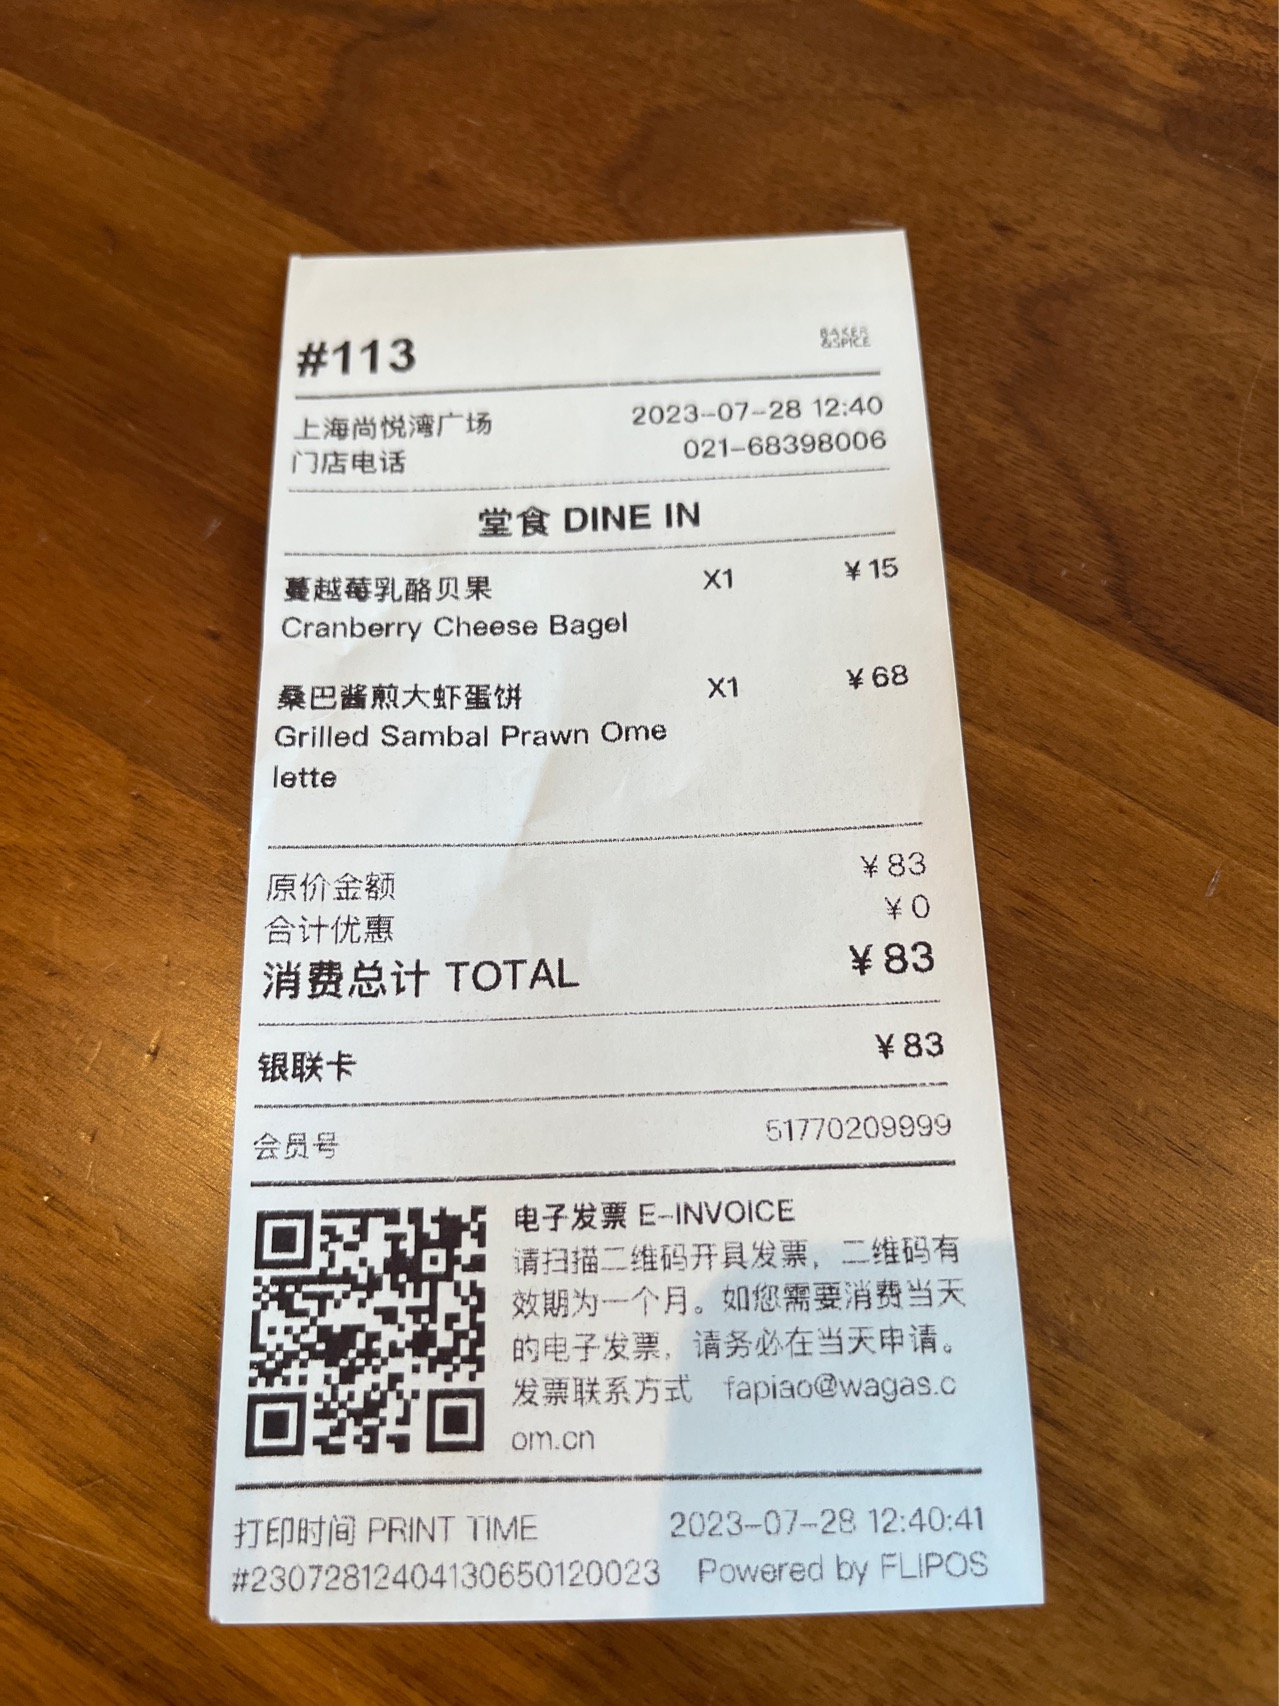 #113
BAKER
&SPICE
上海尚悦湾广场 2023-07-28 12:40
门店电话 021-68398006
堂食 DINE IN
蔓越莓乳酪贝果 X1 ¥15
Cranberry Cheese Bagel
桑巴酱煎大虾蛋饼 X1 ¥68
Grilled Sambal Prawn Ome
lette
原价金额 ¥83
合计优惠 ¥0
消费总计 TOTAL ¥83
银联卡 ¥83
会员号 51770209999
电子发票 E-INVOICE
请扫描二维码开具发票，二维码有
效期为一个月。如您需要消费当天
的电子发票，请务必在当天申请。
发票联系方式 fapiao@wagas.c
om.cn
打印时间 PRINT TIME 2023-07-28 12:40:41
#23072812404130650120023 Powered by FLIPOS